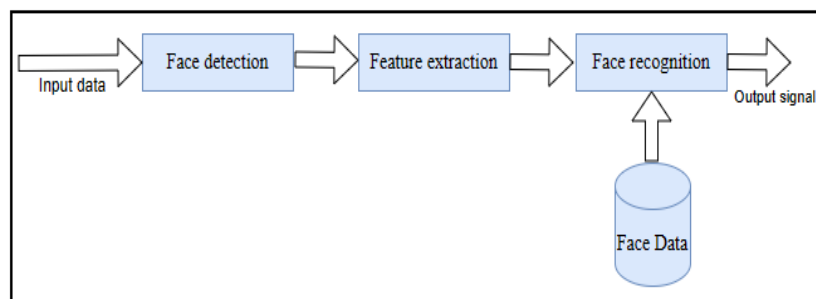 Face detection
Feature extraction
Face recognition
Input data
Output signal
Face Data